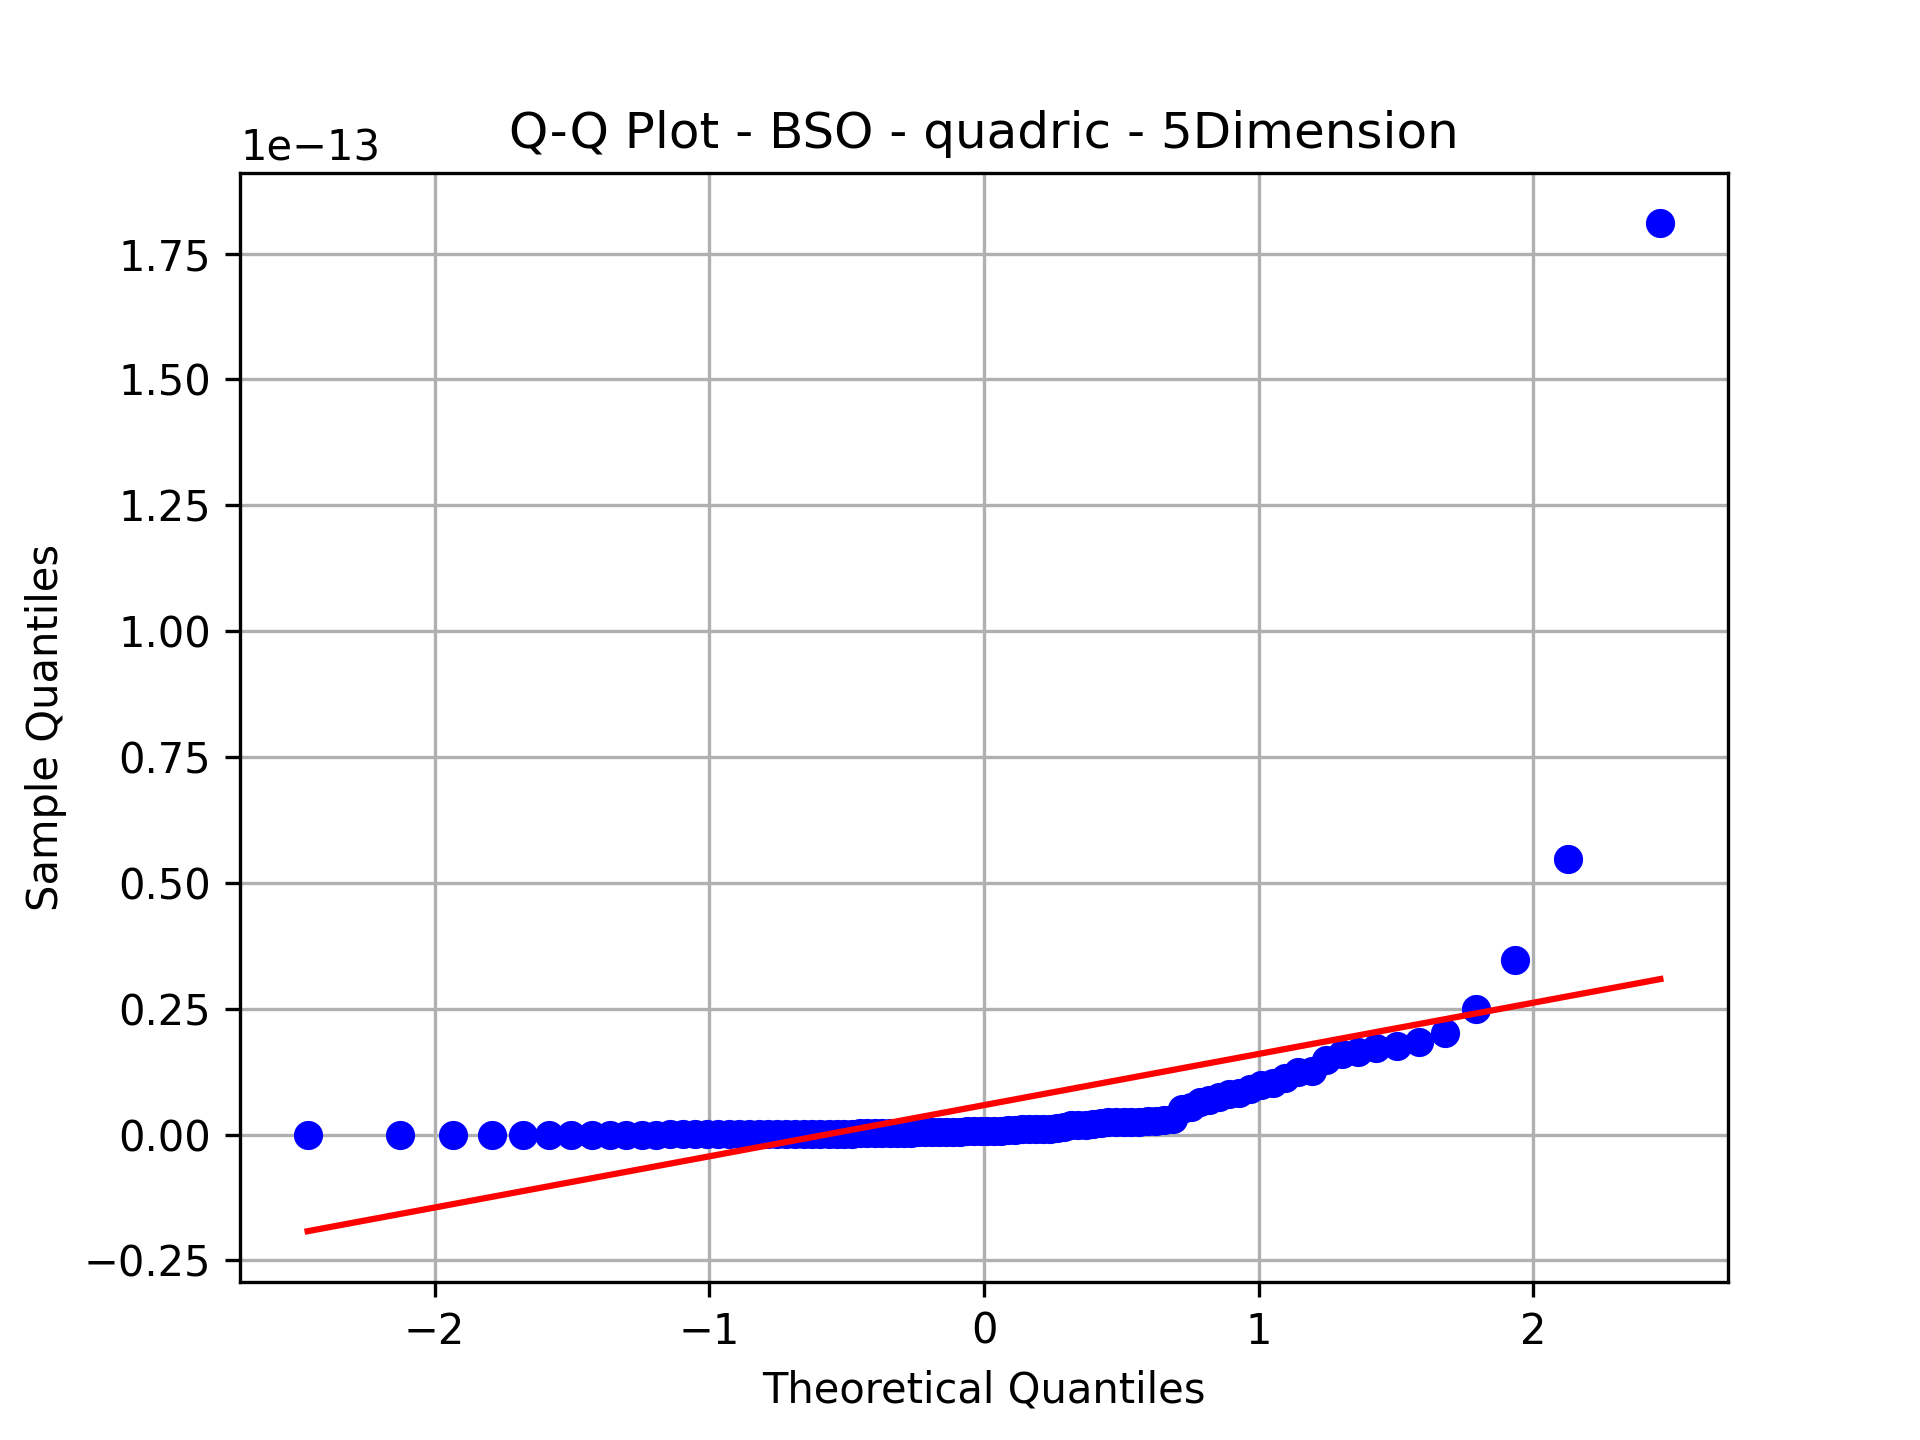 Q-Q Plot - BSO - quadric - 5Dimension
1e−13
1.75
1.50
1.25
1.00
0.75
0.50
0.25
0.00
−0.25
Sample Quantiles
−2 −1 0 1 2
Theoretical Quantiles